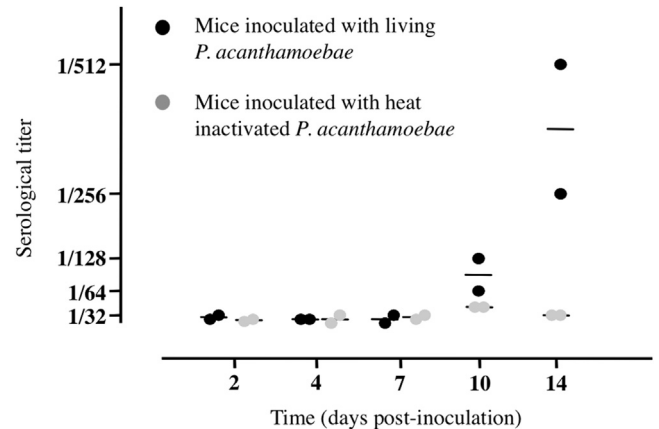 Mice inoculated with living
P. acanthamoebae
Mice inoculated with heat
inactivated P. acanthamoebae
Serological titer
1/512
1/256
1/128
1/64
1/32
2 4 7 10 14
Time (days post-inoculation)